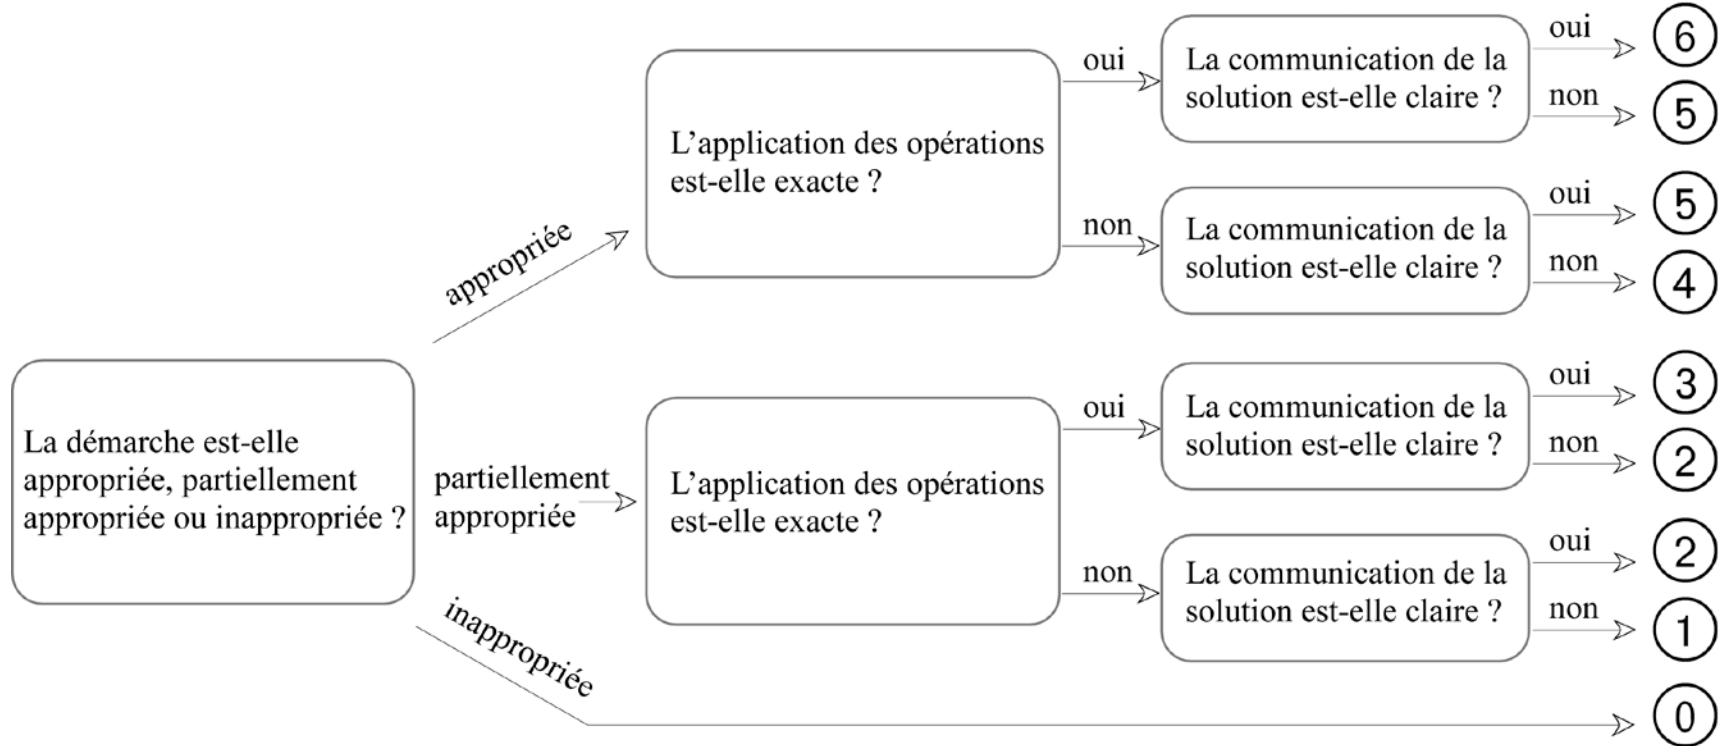 La démarche est-elle
appropriée, partiellement
appropriée ou inappropriée ?
appropriée
L'application des opérations
est-elle exacte ?
oui
La communication de la
solution est-elle claire ?
oui
6
non
5
non
La communication de la
solution est-elle claire ?
oui
5
non
4
partiellement
appropriée
L'application des opérations
est-elle exacte ?
oui
La communication de la
solution est-elle claire ?
oui
3
non
2
non
La communication de la
solution est-elle claire ?
oui
2
non
1
inappropriée
0